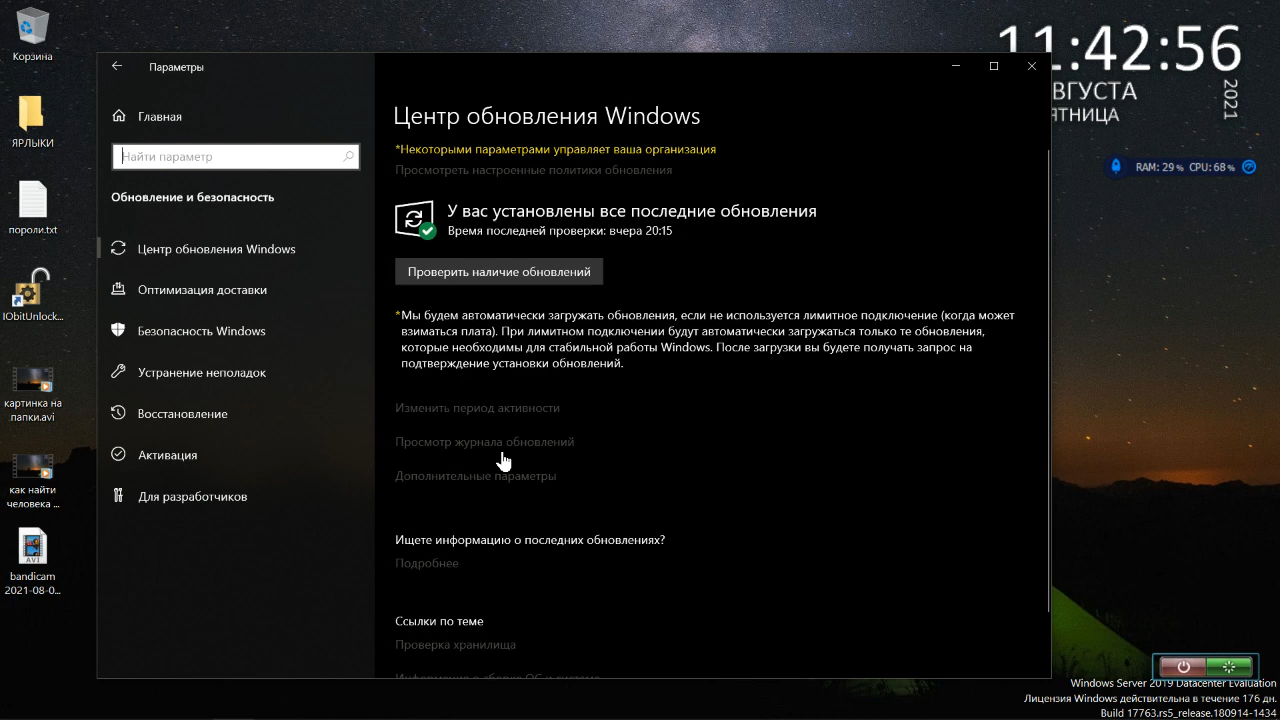 Корзина
ЯРЛЫКИ
пороли.txt
IObitUnlock...
картинка на
папки.avi
как найти
человека ...
AVI
bandicam
2021-08-0...
Параметры
Главная
Найти параметр
Обновление и безопасность
Центр обновления Windows
Оптимизация доставки
Безопасность Windows
Устранение неполадок
Восстановление
Активация
Для разработчиков
Центр обновления Windows
*Некоторыми параметрами управляет ваша организация
Просмотреть настроенные политики обновления
У вас установлены все последние обновления
Время последней проверки: вчера 20:15
Проверить наличие обновлений
*Мы будем автоматически загружать обновления, если не используется лимитное подключение (когда может
взиматься плата). При лимитном подключении будут автоматически загружаться только те обновления,
которые необходимы для стабильной работы Windows. После загрузки вы будете получать запрос на
подтверждение установки обновлений.
Изменить период активности
Просмотр журнала обновлений
Дополнительные параметры
Ищете информацию о последних обновлениях?
Подробнее
Ссылки по теме
Проверка хранилища
Информация о сборке ОС и системе
11:42:56
ВГУСТА
ЯТНИЦА
2021
RAM: 29 % CPU: 68 %
Windows Server 2019 Datacenter Evaluation
Лицензия Windows действительна в течение 176 дн.
Build 17763.rs5_release.180914-1434